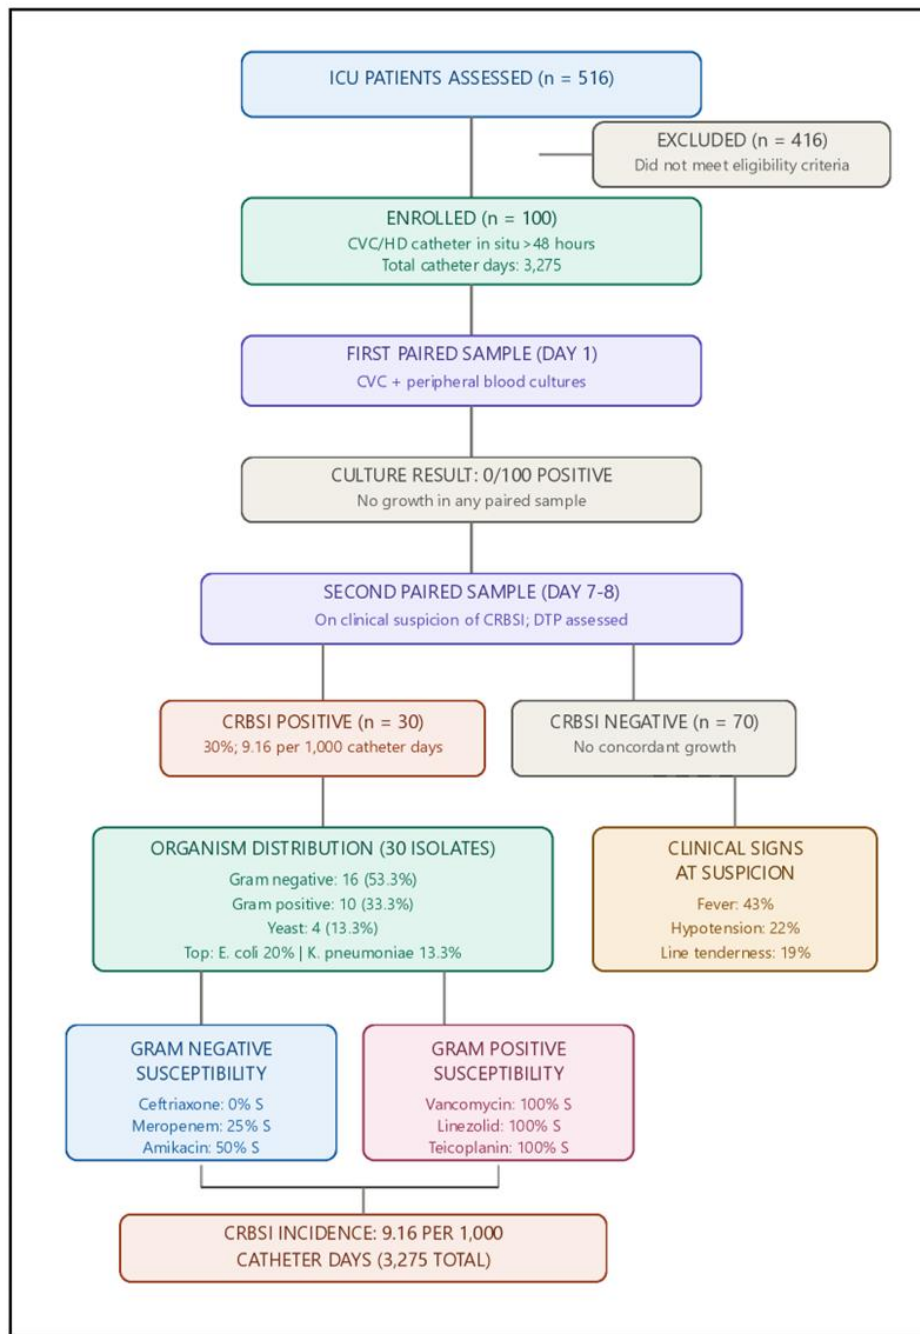 ICU PATIENTS ASSESSED (n = 516)
EXCLUDED (n = 416)
Did not meet eligibility criteria
ENROLLED (n = 100)
CVC/HD catheter in situ >48 hours
Total catheter days: 3,275
FIRST PAIRED SAMPLE (DAY 1)
CVC + peripheral blood cultures
CULTURE RESULT: 0/100 POSITIVE
No growth in any paired sample
SECOND PAIRED SAMPLE (DAY 7-8)
On clinical suspicion of CRBSI; DTP assessed
CRBSI POSITIVE (n = 30)
30%; 9.16 per 1,000 catheter days
CRBSI NEGATIVE (n = 70)
No concordant growth
ORGANISM DISTRIBUTION (30 ISOLATES)
Gram negative: 16 (53.3%)
Gram positive: 10 (33.3%)
Yeast: 4 (13.3%)
Top: E. coli 20% | K. pneumoniae 13.3%
CLINICAL SIGNS
AT SUSPICION
Fever: 43%
Hypotension: 22%
Line tenderness: 19%
GRAM NEGATIVE
SUSCEPTIBILITY
Ceftriaxone: 0% S
Meropenem: 25% S
Amikacin: 50% S
GRAM POSITIVE
SUSCEPTIBILITY
Vancomycin: 100% S
Linezolid: 100% S
Teicoplanin: 100% S
CRBSI INCIDENCE: 9.16 PER 1,000
CATHETER DAYS (3,275 TOTAL)